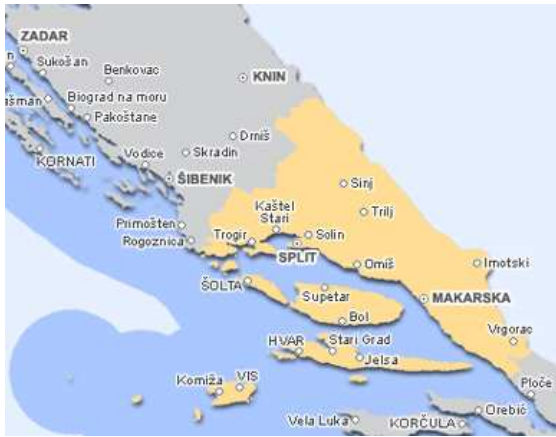 ZADAR
Sukošan
Benkovac
KNIN
ašman
Biograd na moru
Pakoštane
Drniš
KORNATI
Vodice
Skradin
ŠIBENIK
Sinj
Kaštel
Stari
Trilj
Primošten
Rogoznica
Trogir
Solin
SPLIT
Omiš
Imotski
ŠOLTA
Supetar
MAKARSKA
Bol
Vrgorac
HVAR
Stari Grad
Jelsa
Komiža
VIS
Ploče
Orebić
Vela Luka
KORČULA